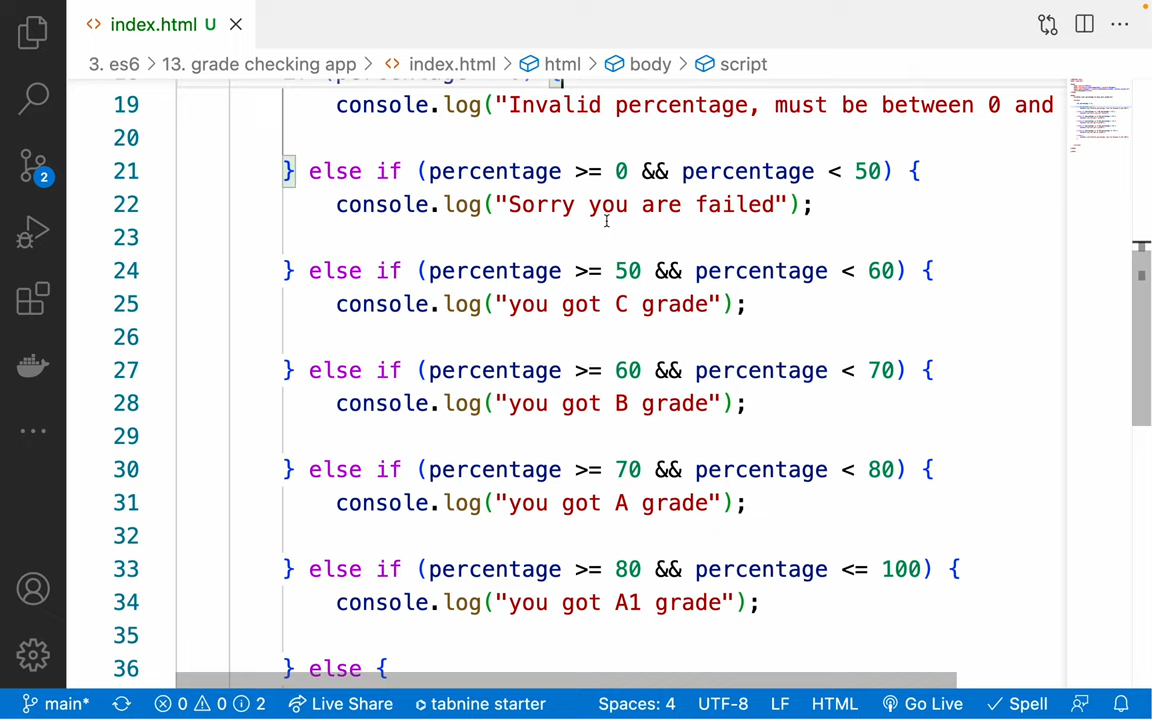 index.html U
3. es6 > 13. grade checking app > index.html > html > body > script
19 console.log("Invalid percentage, must be between 0 and
20
21 } else if (percentage >= 0 && percentage < 50) {
22 console.log("Sorry you are failed");
23
24 } else if (percentage >= 50 && percentage < 60) {
25 console.log("you got C grade");
26
27 } else if (percentage >= 60 && percentage < 70) {
28 console.log("you got B grade");
29
30 } else if (percentage >= 70 && percentage < 80) {
31 console.log("you got A grade");
32
33 } else if (percentage >= 80 && percentage <= 100) {
34 console.log("you got A1 grade");
35
36 } else {
2
main* 0 0 2 Live Share tabnine starter Spaces: 4 UTF-8 LF HTML Go Live Spell